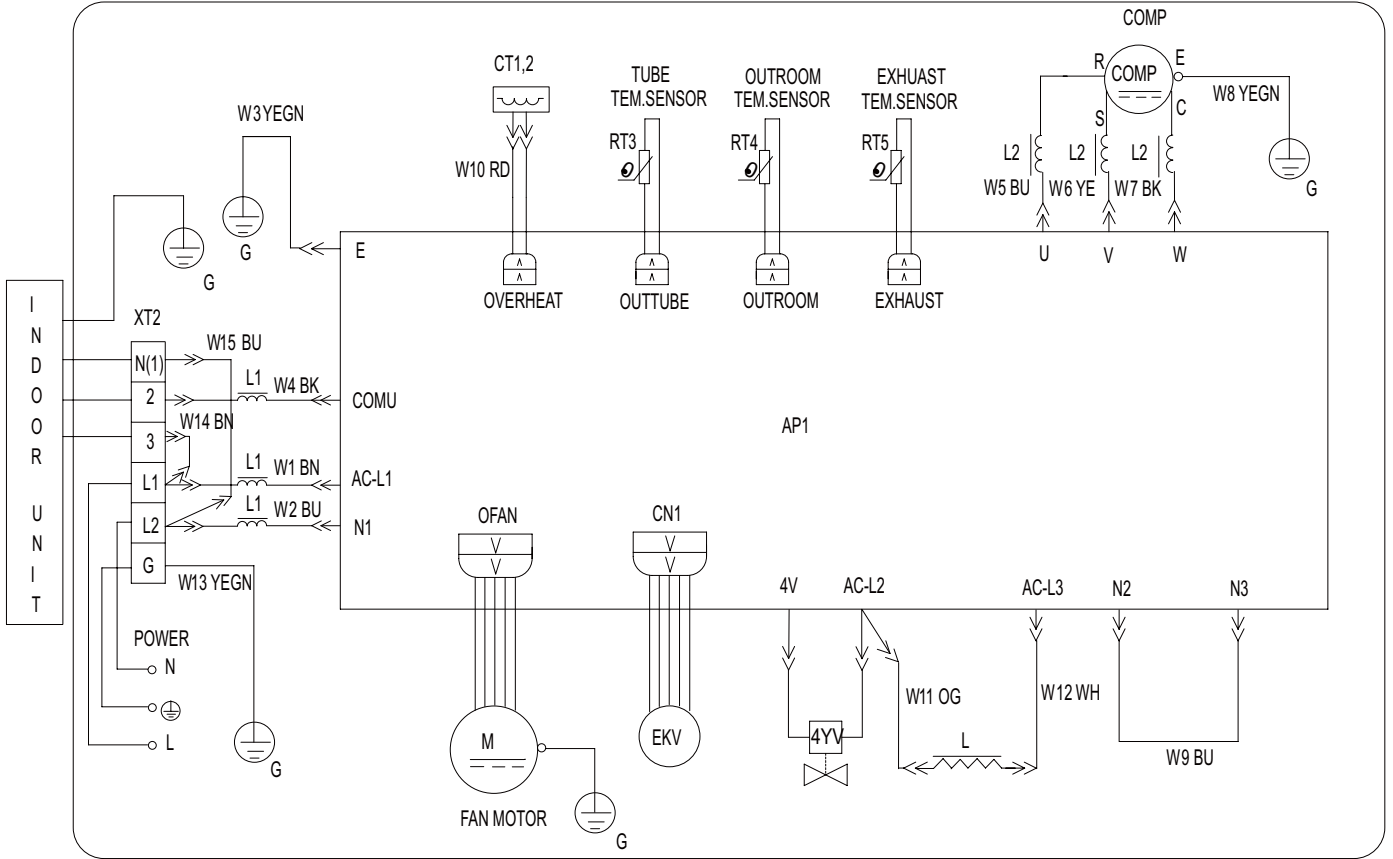 COMP
CT1,2
TUBE
TEM.SENSOR
OUTROOM
TEM.SENSOR
EXHUAST
TEM.SENSOR
R
COMP
E
W3 YEGN
W8 YEGN
S
C
W10 RD
RT3
RT4
RT5
L2
L2
L2
W5 BU
W6 YE
W7 BK
G
G
E
U
V
W
G
OVERHEAT
OUTTUBE
OUTROOM
EXHAUST
INDOOR UNIT
XT2
N(1)
W15 BU
2
L1
W4 BK
COMU
W14 BN
3
AP1
L1
L1
W1 BN
AC-L1
L2
L1
W2 BU
N1
OFAN
CN1
G
W13 YEGN
4V
AC-L2
AC-L3
N2
N3
POWER
N
L
G
W11 OG
W12 WH
M
EKV
4YV
L
W9 BU
FAN MOTOR
G